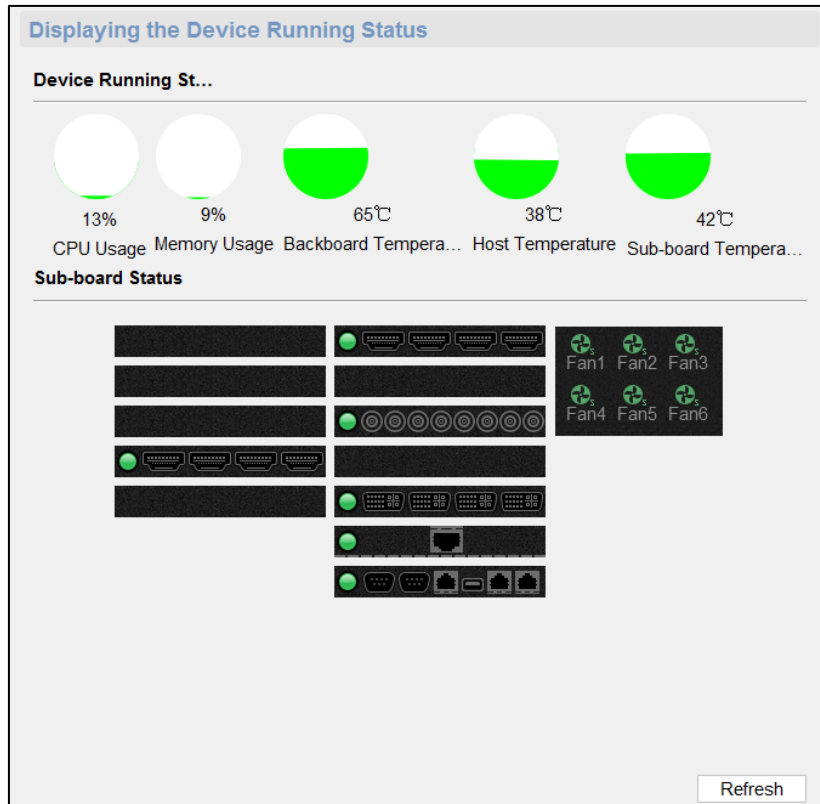 Displaying the Device Running Status
Device Running St...
13%
CPU Usage
9%
Memory Usage
65℃
Backboard Tempera...
38℃
Host Temperature
42℃
Sub-board Tempera...
Sub-board Status
Fan1 Fan2 Fan3
Fan4 Fan5 Fan6
Refresh